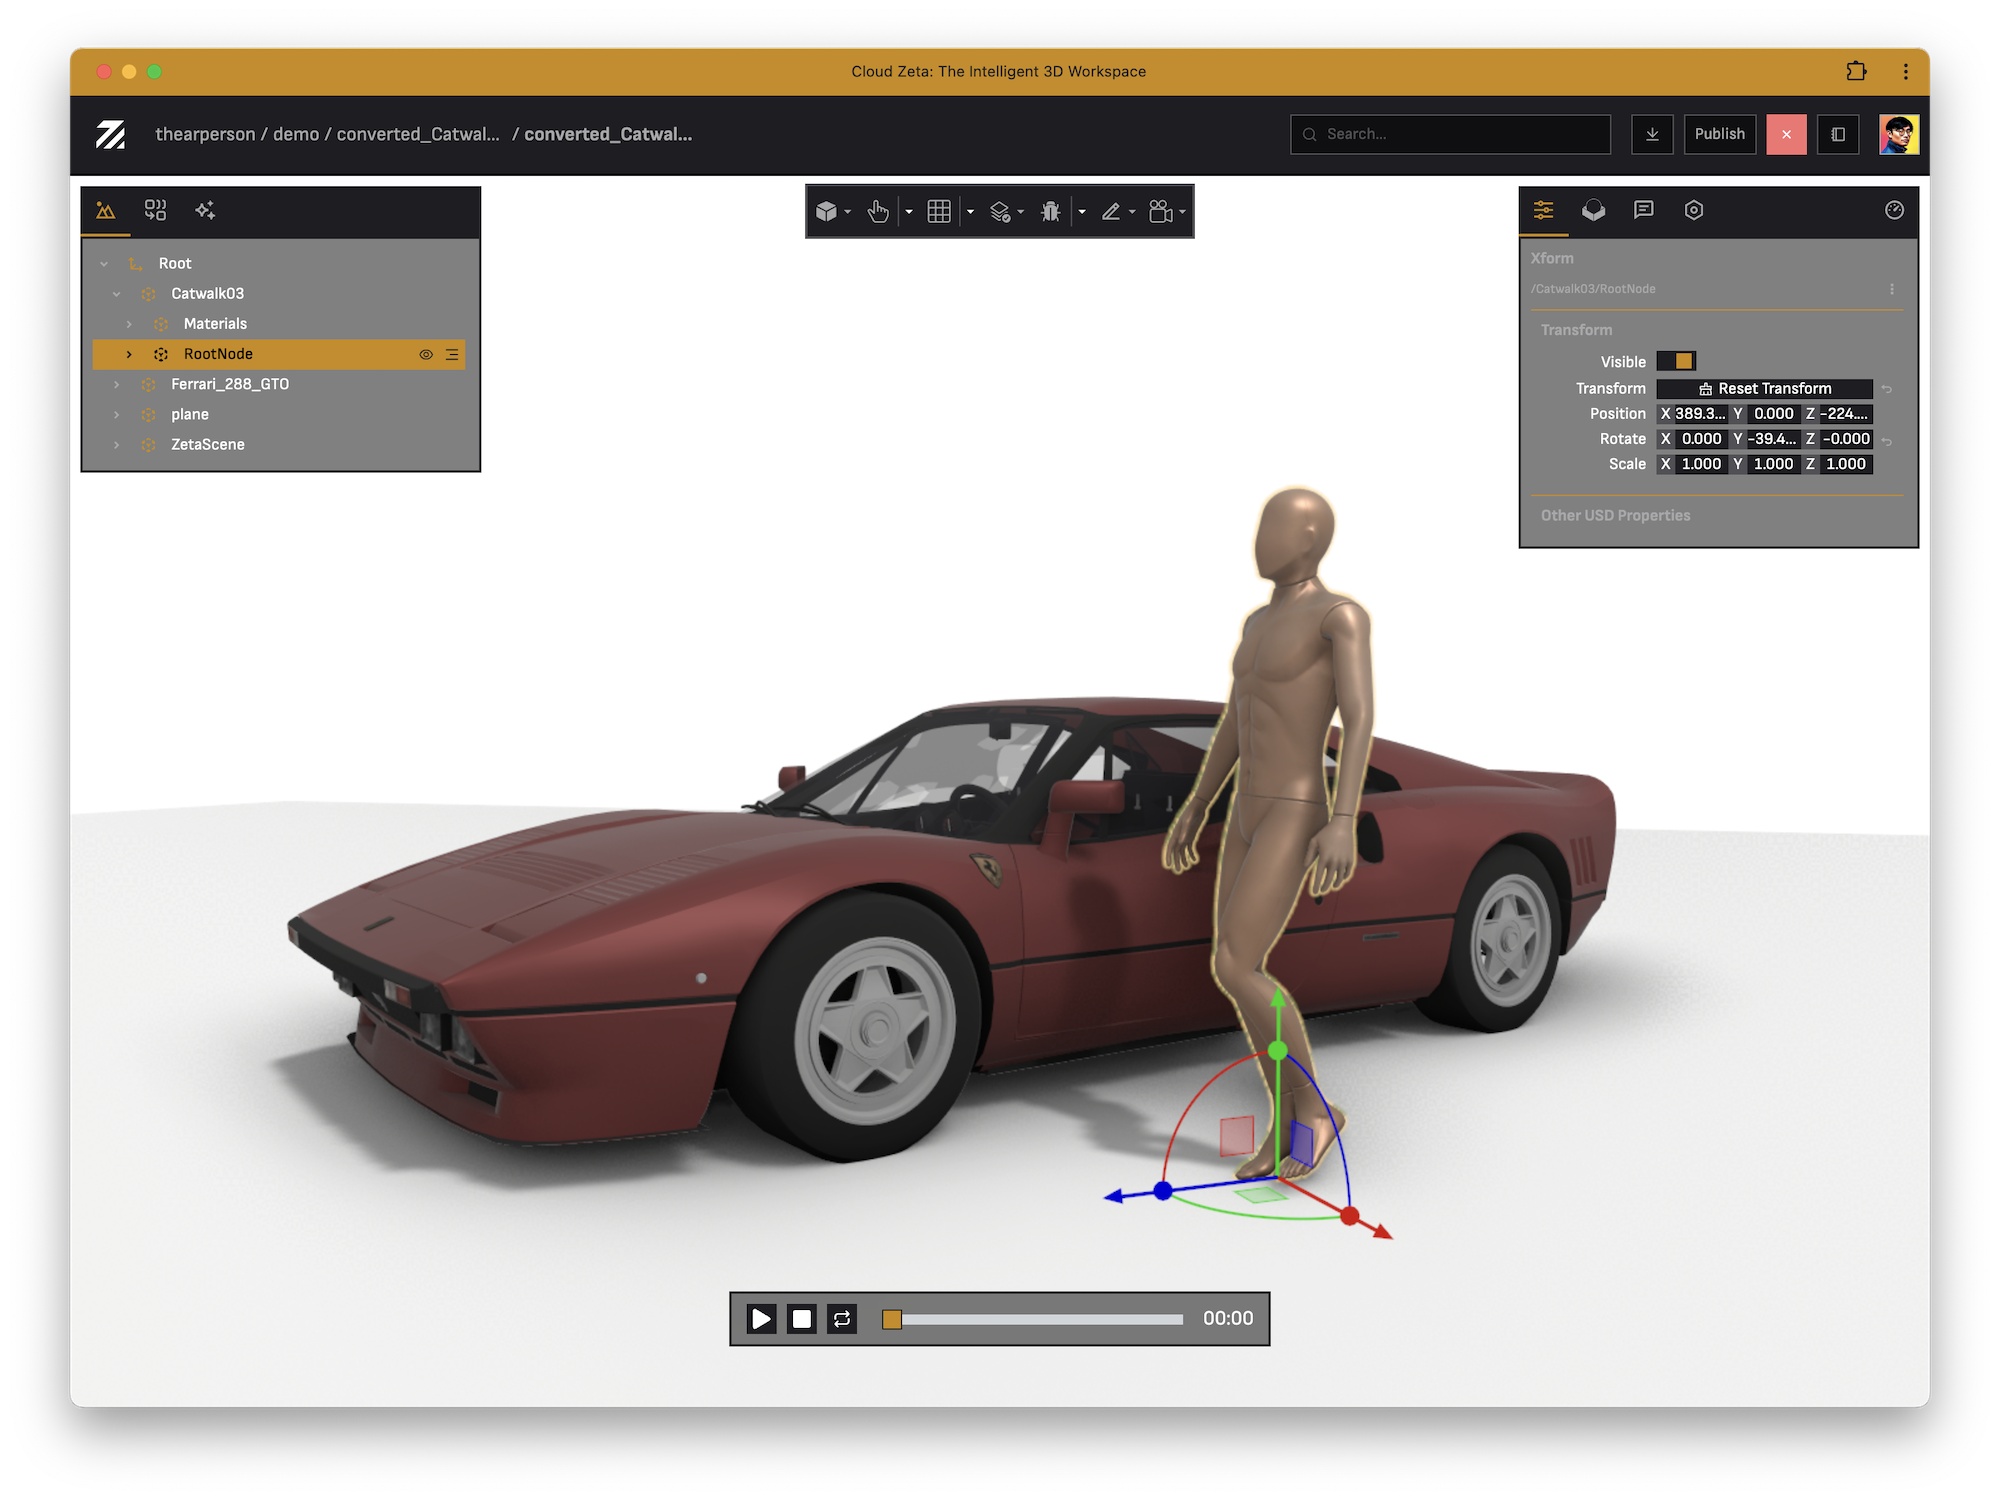 Cloud Zeta: The Intelligent 3D Workspace
thearperson / demo / converted_Catwal... / converted_Catwal...
Search...
Publish
Root
Catwalk03
Materials
RootNode
Ferrari_288_GTO
plane
ZetaScene
Xform
/Catwalk03/RootNode
Transform
Visible
Transform Reset Transform
Position X 389.3... Y 0.000 Z -224....
Rotate X 0.000 Y -39.4... Z -0.000
Scale X 1.000 Y 1.000 Z 1.000
Other USD Properties
00:00